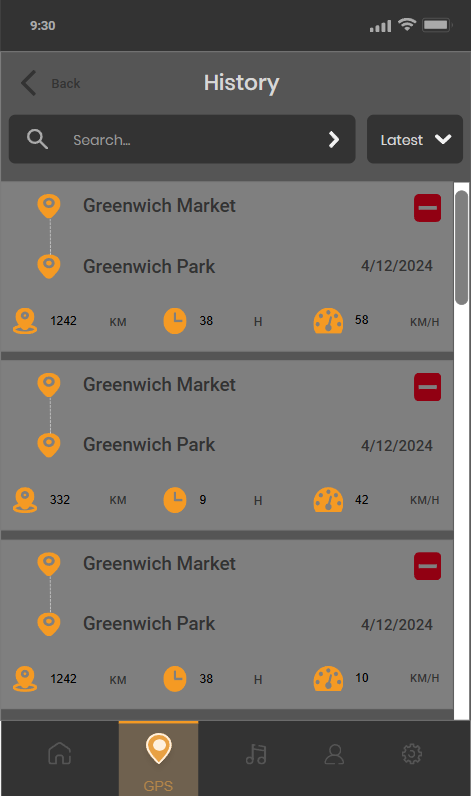 9:30
Back
History
Search...
Latest
Greenwich Market
Greenwich Park 4/12/2024
1242 KM 38 H 58 KM/H
Greenwich Market
Greenwich Park 4/12/2024
332 KM 9 H 42 KM/H
Greenwich Market
Greenwich Park 4/12/2024
1242 KM 38 H 10 KM/H
GPS